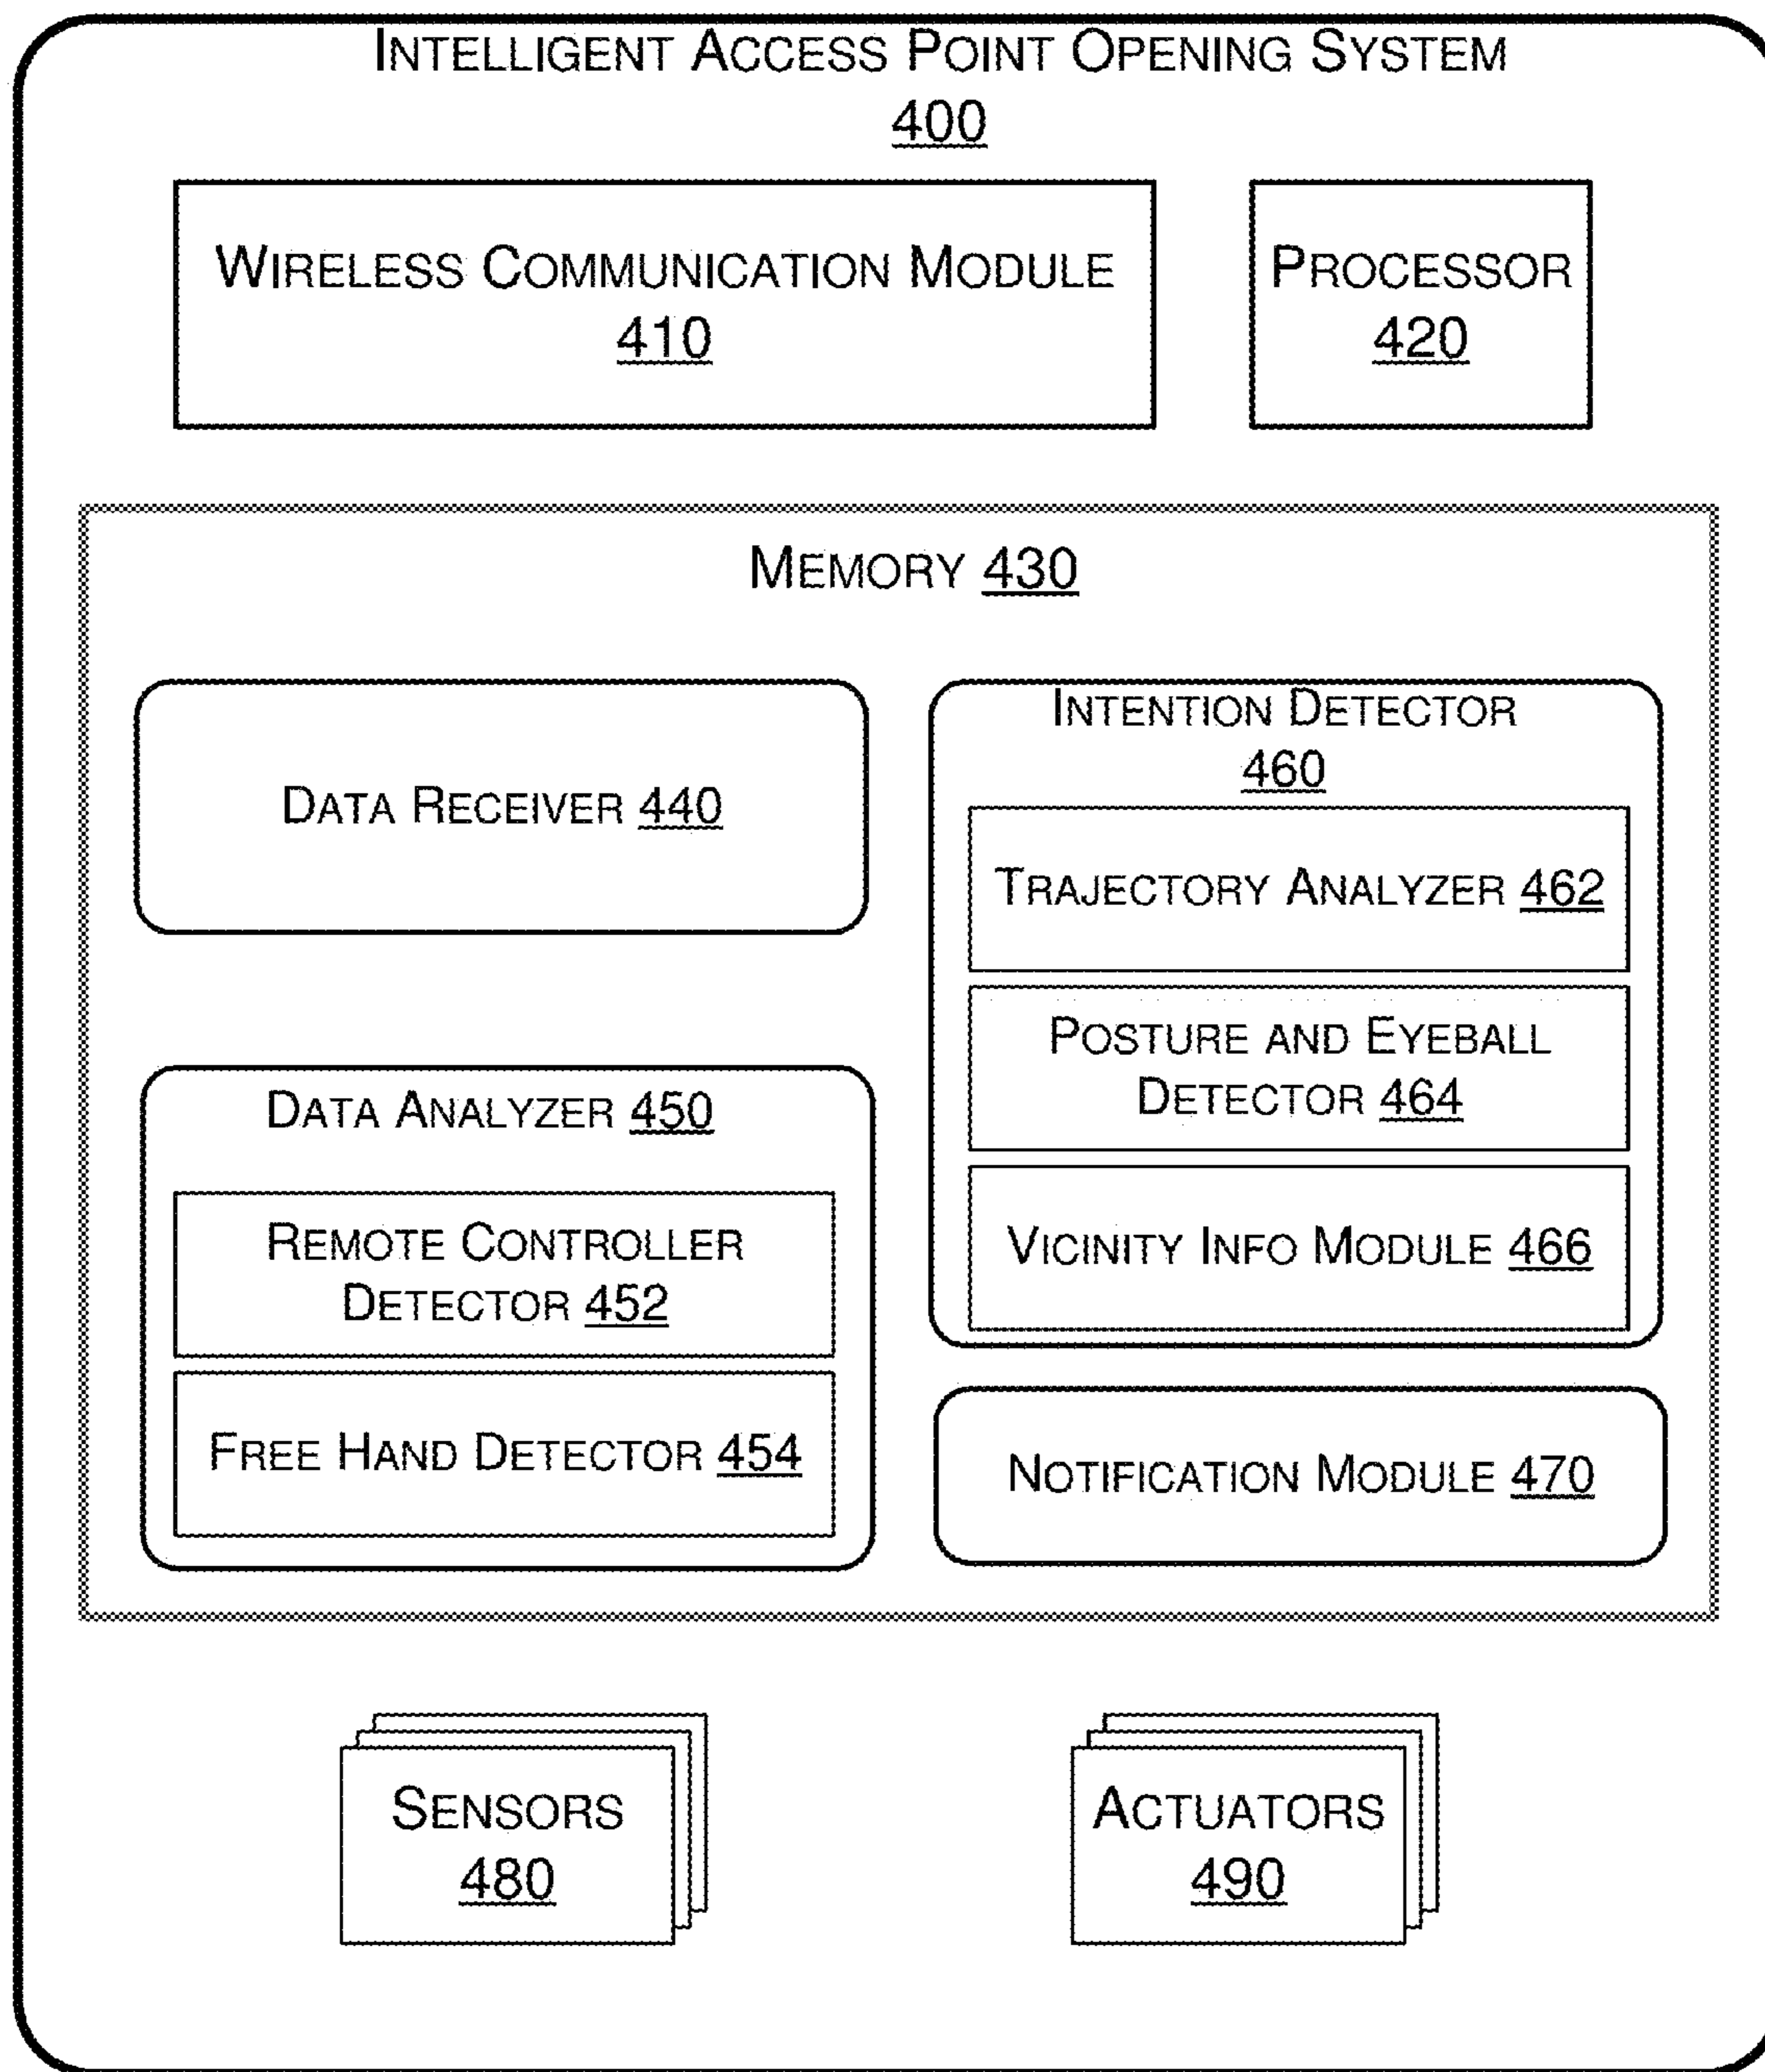 INTELLIGENT ACCESS POINT OPENING SYSTEM
400
WIRELESS COMMUNICATION MODULE
410
PROCESSOR
420
MEMORY 430
DATA RECEIVER 440
DATA ANALYZER 450
REMOTE CONTROLLER
DETECTOR 452
FREE HAND DETECTOR 454
INTENTION DETECTOR
460
TRAJECTORY ANALYZER 462
POSTURE AND EYEBALL
DETECTOR 464
VICINITY INFO MODULE 466
NOTIFICATION MODULE 470
SENSORS
480
ACTUATORS
490